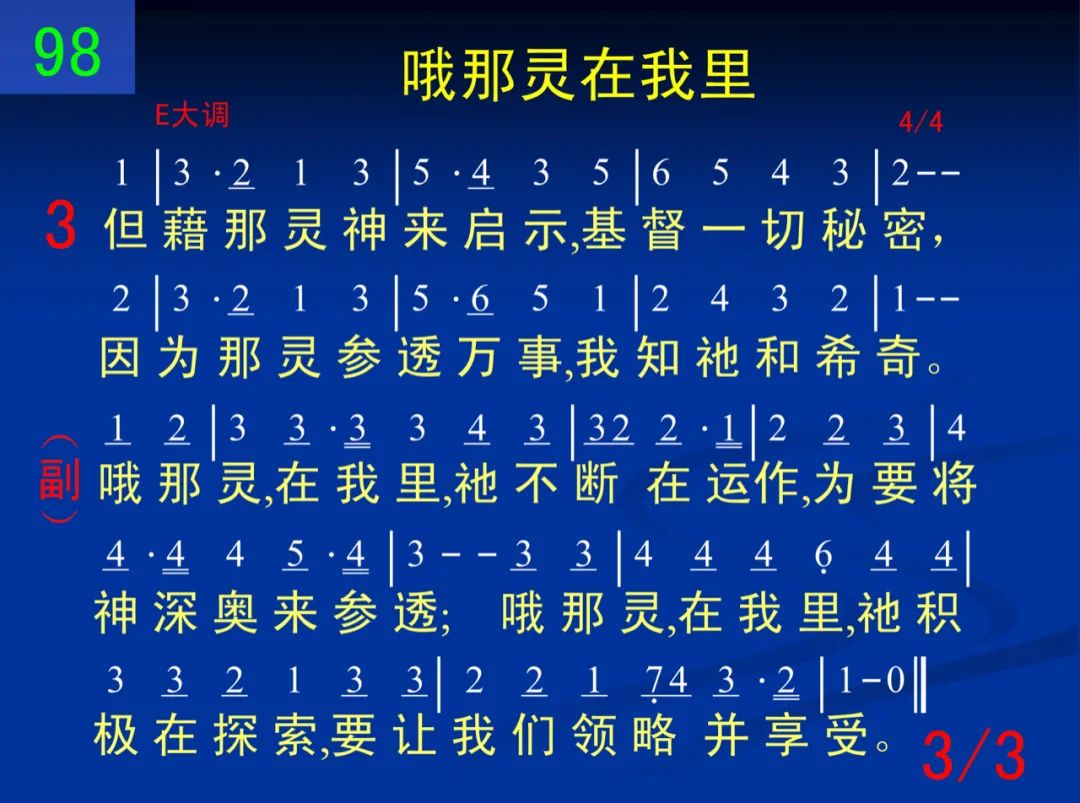 98
哦那灵在我里
E大调
4/4
1 | 3 · 2 1 3 | 5 · 4 3 5 | 6 5 4 3 | 2 - -
3 但藉那灵神来启示,基督一切秘密，
2 | 3 · 2 1 3 | 5 · 6 5 1 | 2 4 3 2 | 1 - -
因为那灵参透万事,我知祂和希奇。
1 2 | 3 3 · 3 3 4 3 | 32 2 · 1 | 2 2 3 | 4
（副） 哦那灵,在我里,祂不断 在运作,为要将
4 · 4 4 5 · 4 | 3 - - 3 3 | 4 4 4 6̣ 4 4 |
神深奥来参透; 哦那灵,在我里,祂积
3 3 2 1 3 3 | 2 2 1 7̣4 3 · 2 | 1 - 0 ‖
极在探索,要让我们领略 并享受。
3/3